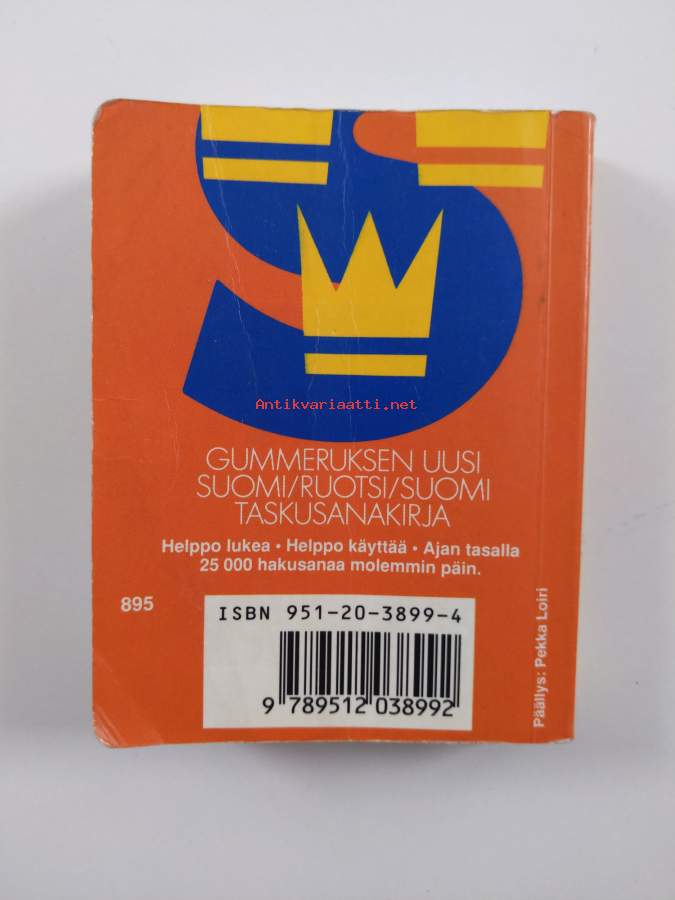 Antikvariaatti.net
GUMMERUKSEN UUSI
SUOMI/RUOTSI/SUOMI
TASKUSANAKIRJA
Helppo lukea • Helppo käyttää • Ajan tasalla
25 000 hakusanaa molemmin päin.
895
ISBN 951-20-3899-4
9 789512 038992
Päällys: Pekka Loiri